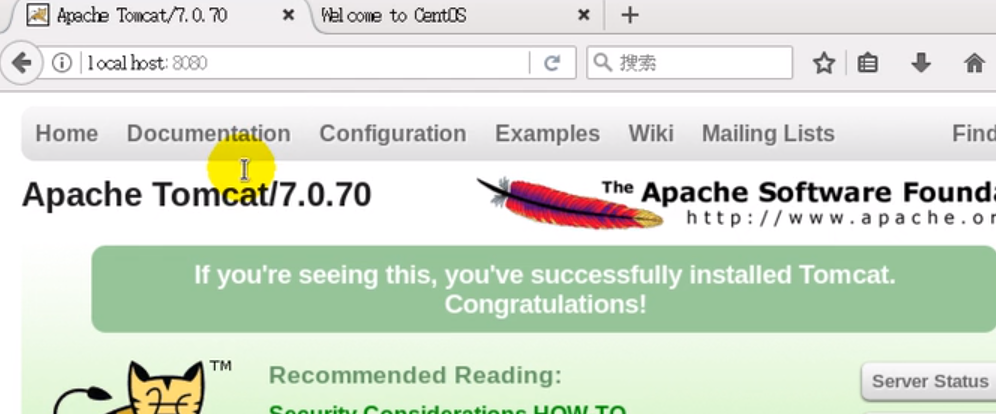 Apache Tomcat/7.0.70
Welcome to CentOS
localhost:8080
搜索
Home Documentation Configuration Examples Wiki Mailing Lists Find
Apache Tomcat/7.0.70
The Apache Software Founda
http://www.apache.or
If you're seeing this, you've successfully installed Tomcat.
Congratulations!
TM
Recommended Reading:
Server Status
Security Considerations HOW-TO